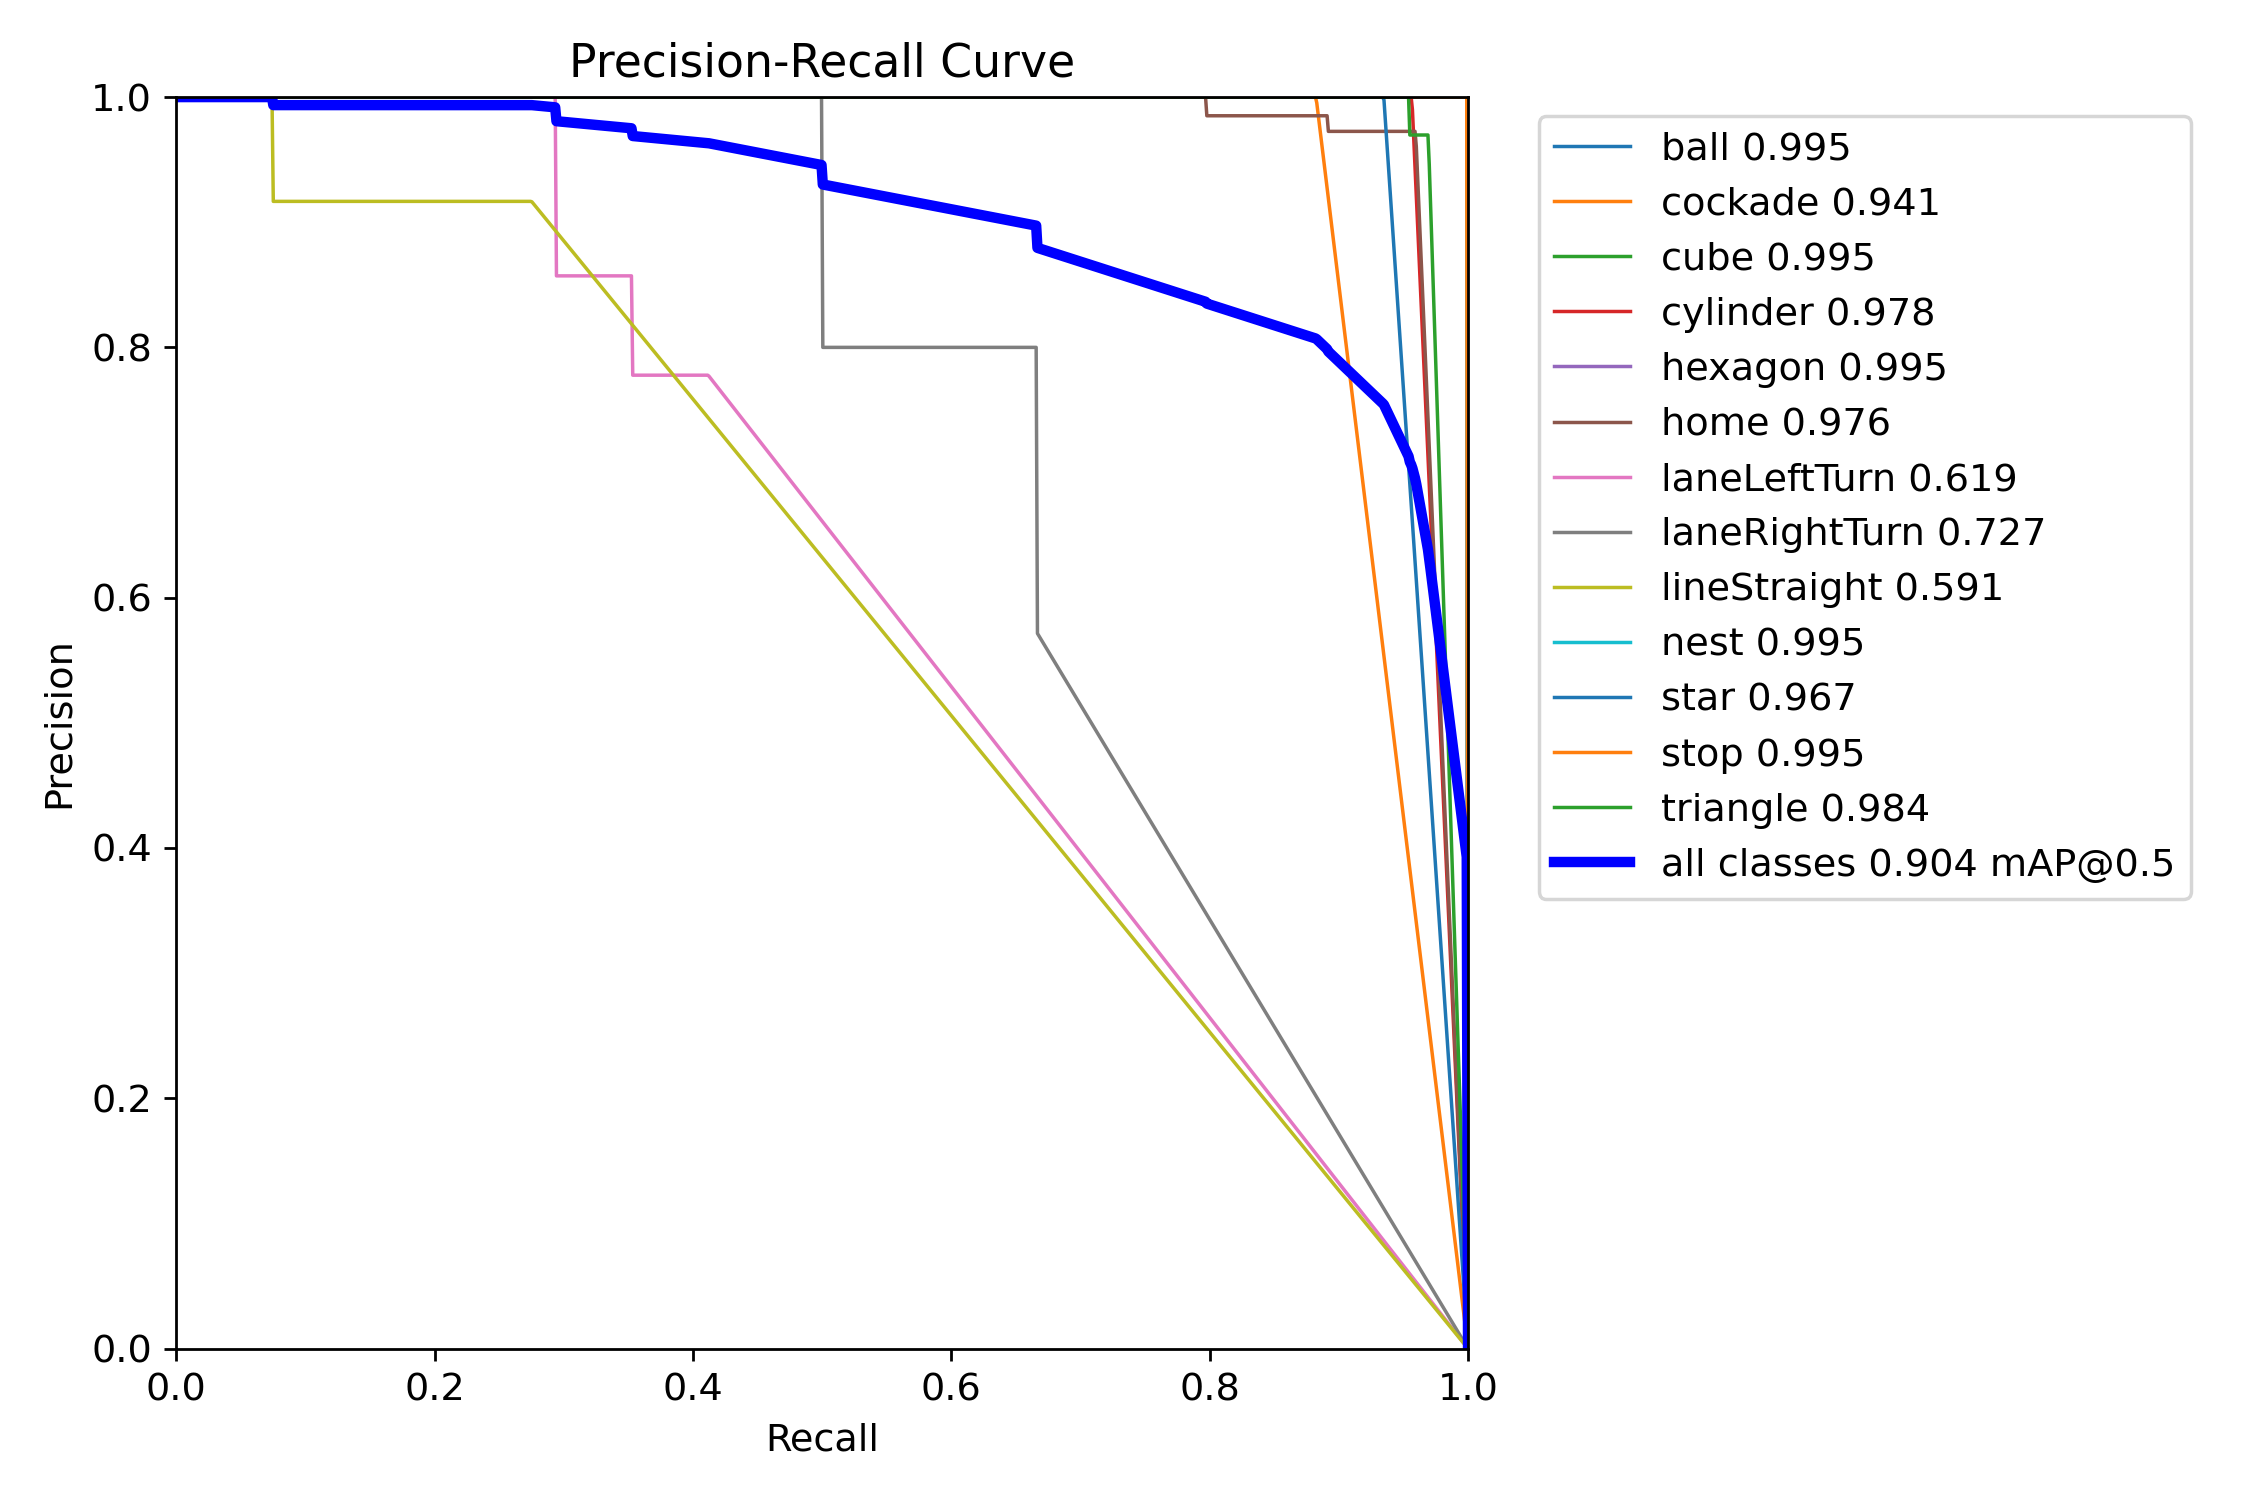 Precision-Recall Curve
1.0
0.8
0.6
0.4
0.2
0.0
Precision
0.0 0.2 0.4 0.6 0.8 1.0
Recall
ball 0.995
cockade 0.941
cube 0.995
cylinder 0.978
hexagon 0.995
home 0.976
laneLeftTurn 0.619
laneRightTurn 0.727
lineStraight 0.591
nest 0.995
star 0.967
stop 0.995
triangle 0.984
all classes 0.904 mAP@0.5